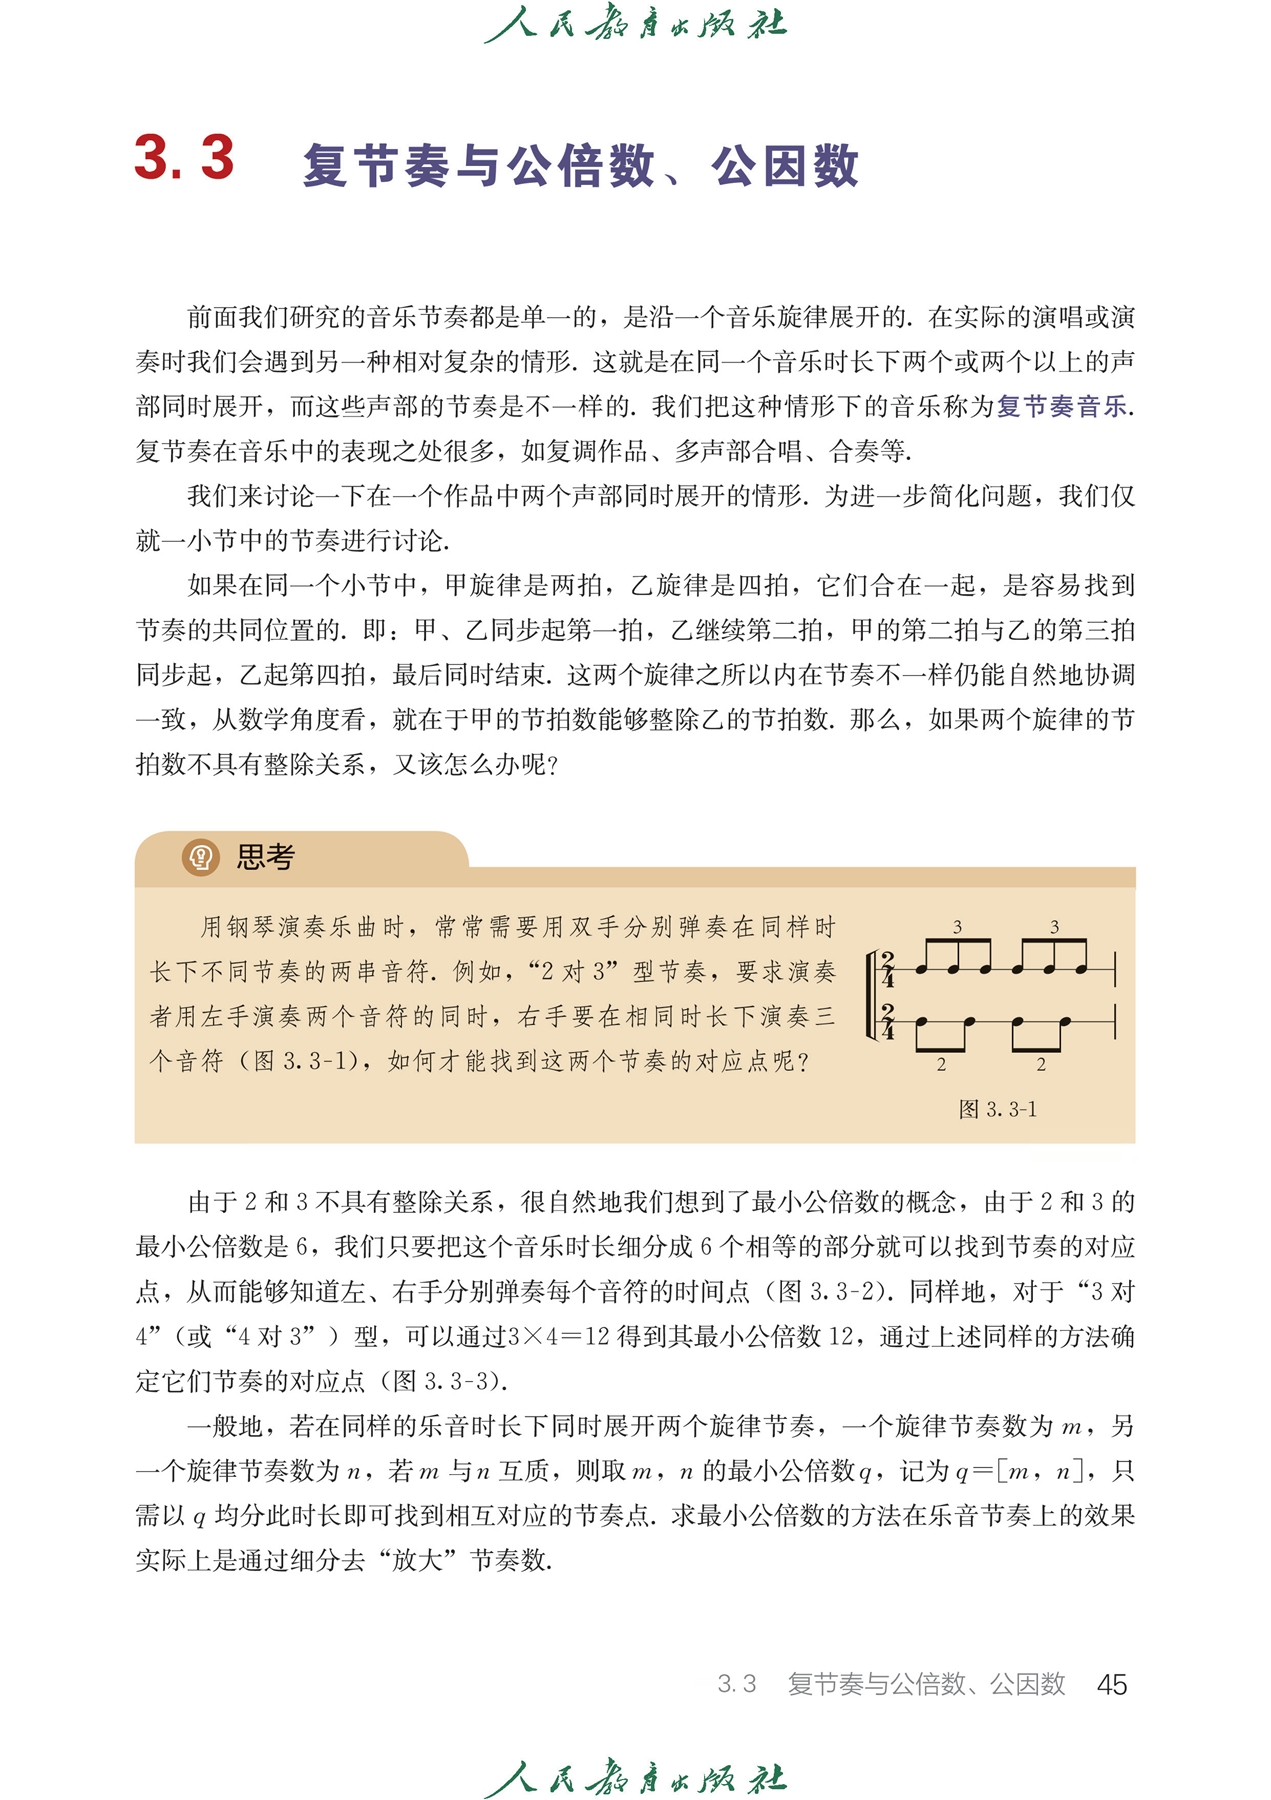 人民教育出版社
3.3 复节奏与公倍数、公因数
前面我们研究的音乐节奏都是单一的，是沿一个音乐旋律展开的. 在实际的演唱或演
奏时我们会遇到另一种相对复杂的情形. 这就是在同一个音乐时长下两个或两个以上的声
部同时展开，而这些声部的节奏是不一样的. 我们把这种情形下的音乐称为复节奏音乐.
复节奏在音乐中的表现之处很多，如复调作品、多声部合唱、合奏等.
我们来讨论一下在一个作品中两个声部同时展开的情形. 为进一步简化问题，我们仅
就一小节中的节奏进行讨论.
如果在同一个小节中，甲旋律是两拍，乙旋律是四拍，它们合在一起，是容易找到
节奏的共同位置的. 即：甲、乙同步起第一拍，乙继续第二拍，甲的第二拍与乙的第三拍
同步起，乙起第四拍，最后同时结束. 这两个旋律之所以内在节奏不一样仍能自然地协调
一致，从数学角度看，就在于甲的节拍数能够整除乙的节拍数. 那么，如果两个旋律的节
拍数不具有整除关系，又该怎么办呢?
思考
用钢琴演奏乐曲时，常常需要用双手分别弹奏在同样时
长下不同节奏的两串音符. 例如，“2 对 3”型节奏，要求演奏
者用左手演奏两个音符的同时，右手要在相同时长下演奏三
个音符（图 3.3-1），如何才能找到这两个节奏的对应点呢?
3 3
2
4
2
4
2 2
图 3.3-1
由于 2 和 3 不具有整除关系，很自然地我们想到了最小公倍数的概念，由于 2 和 3 的
最小公倍数是 6，我们只要把这个音乐时长细分成 6 个相等的部分就可以找到节奏的对应
点，从而能够知道左、右手分别弹奏每个音符的时间点（图 3.3-2）. 同样地，对于“3 对
4”（或“4 对 3”）型，可以通过3×4=12 得到其最小公倍数 12，通过上述同样的方法确
定它们节奏的对应点（图 3.3-3）.
一般地，若在同样的乐音时长下同时展开两个旋律节奏，一个旋律节奏数为 m，另
一个旋律节奏数为 n，若 m 与 n 互质，则取 m，n 的最小公倍数 q，记为 q=[m，n]，只
需以 q 均分此时长即可找到相互对应的节奏点. 求最小公倍数的方法在乐音节奏上的效果
实际上是通过细分去“放大”节奏数.
3.3 复节奏与公倍数、公因数 45
人民教育出版社